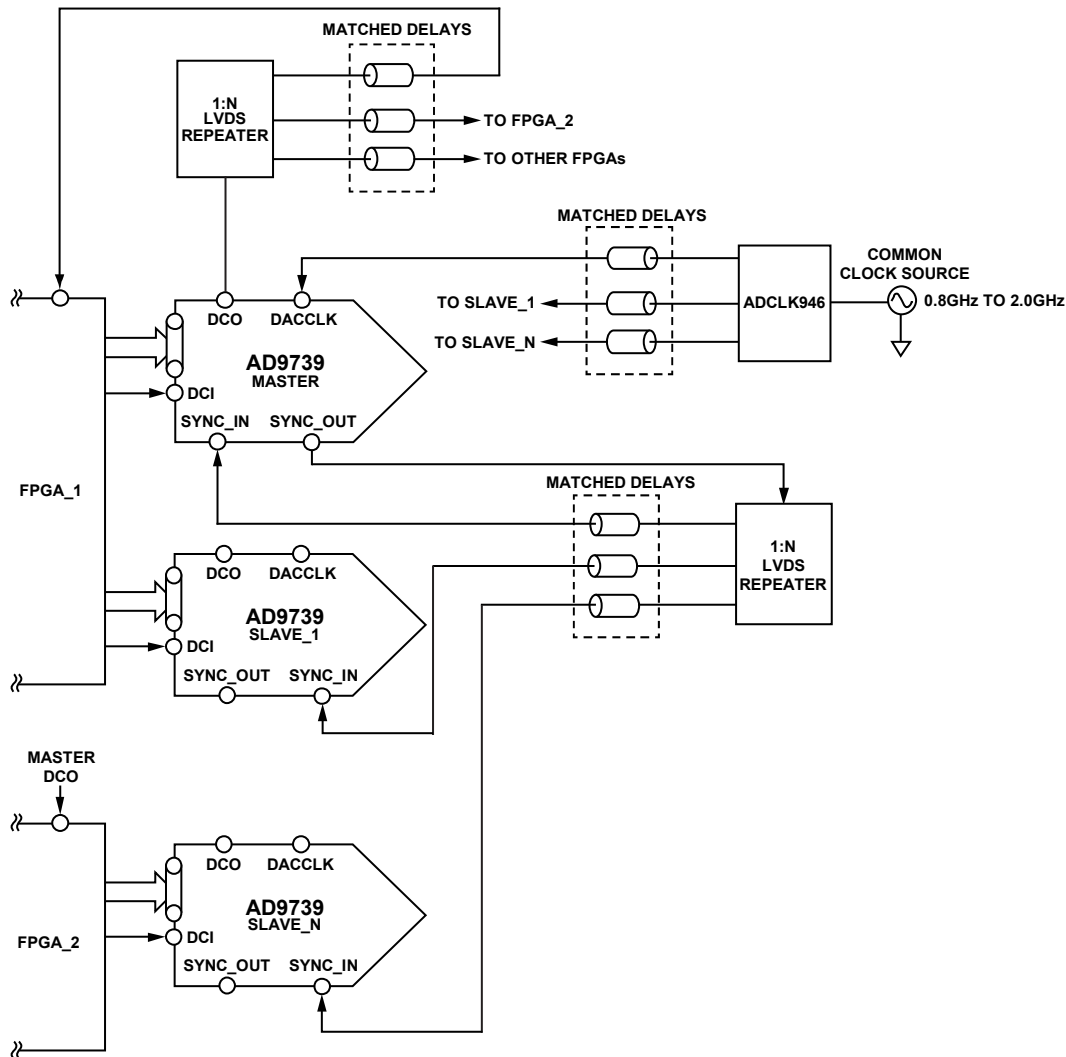 MATCHED DELAYS
1:N
LVDS
REPEATER
TO FPGA_2
TO OTHER FPGAs
MATCHED DELAYS
COMMON
CLOCK SOURCE
TO SLAVE_1
ADCLK946
0.8GHz TO 2.0GHz
TO SLAVE_N
DCO
DACCLK
AD9739
MASTER
DCI
SYNC_IN
SYNC_OUT
FPGA_1
MATCHED DELAYS
1:N
LVDS
REPEATER
DCO
DACCLK
AD9739
SLAVE_1
DCI
SYNC_OUT
SYNC_IN
MASTER
DCO
DCO
DACCLK
AD9739
SLAVE_N
FPGA_2
DCI
SYNC_OUT
SYNC_IN